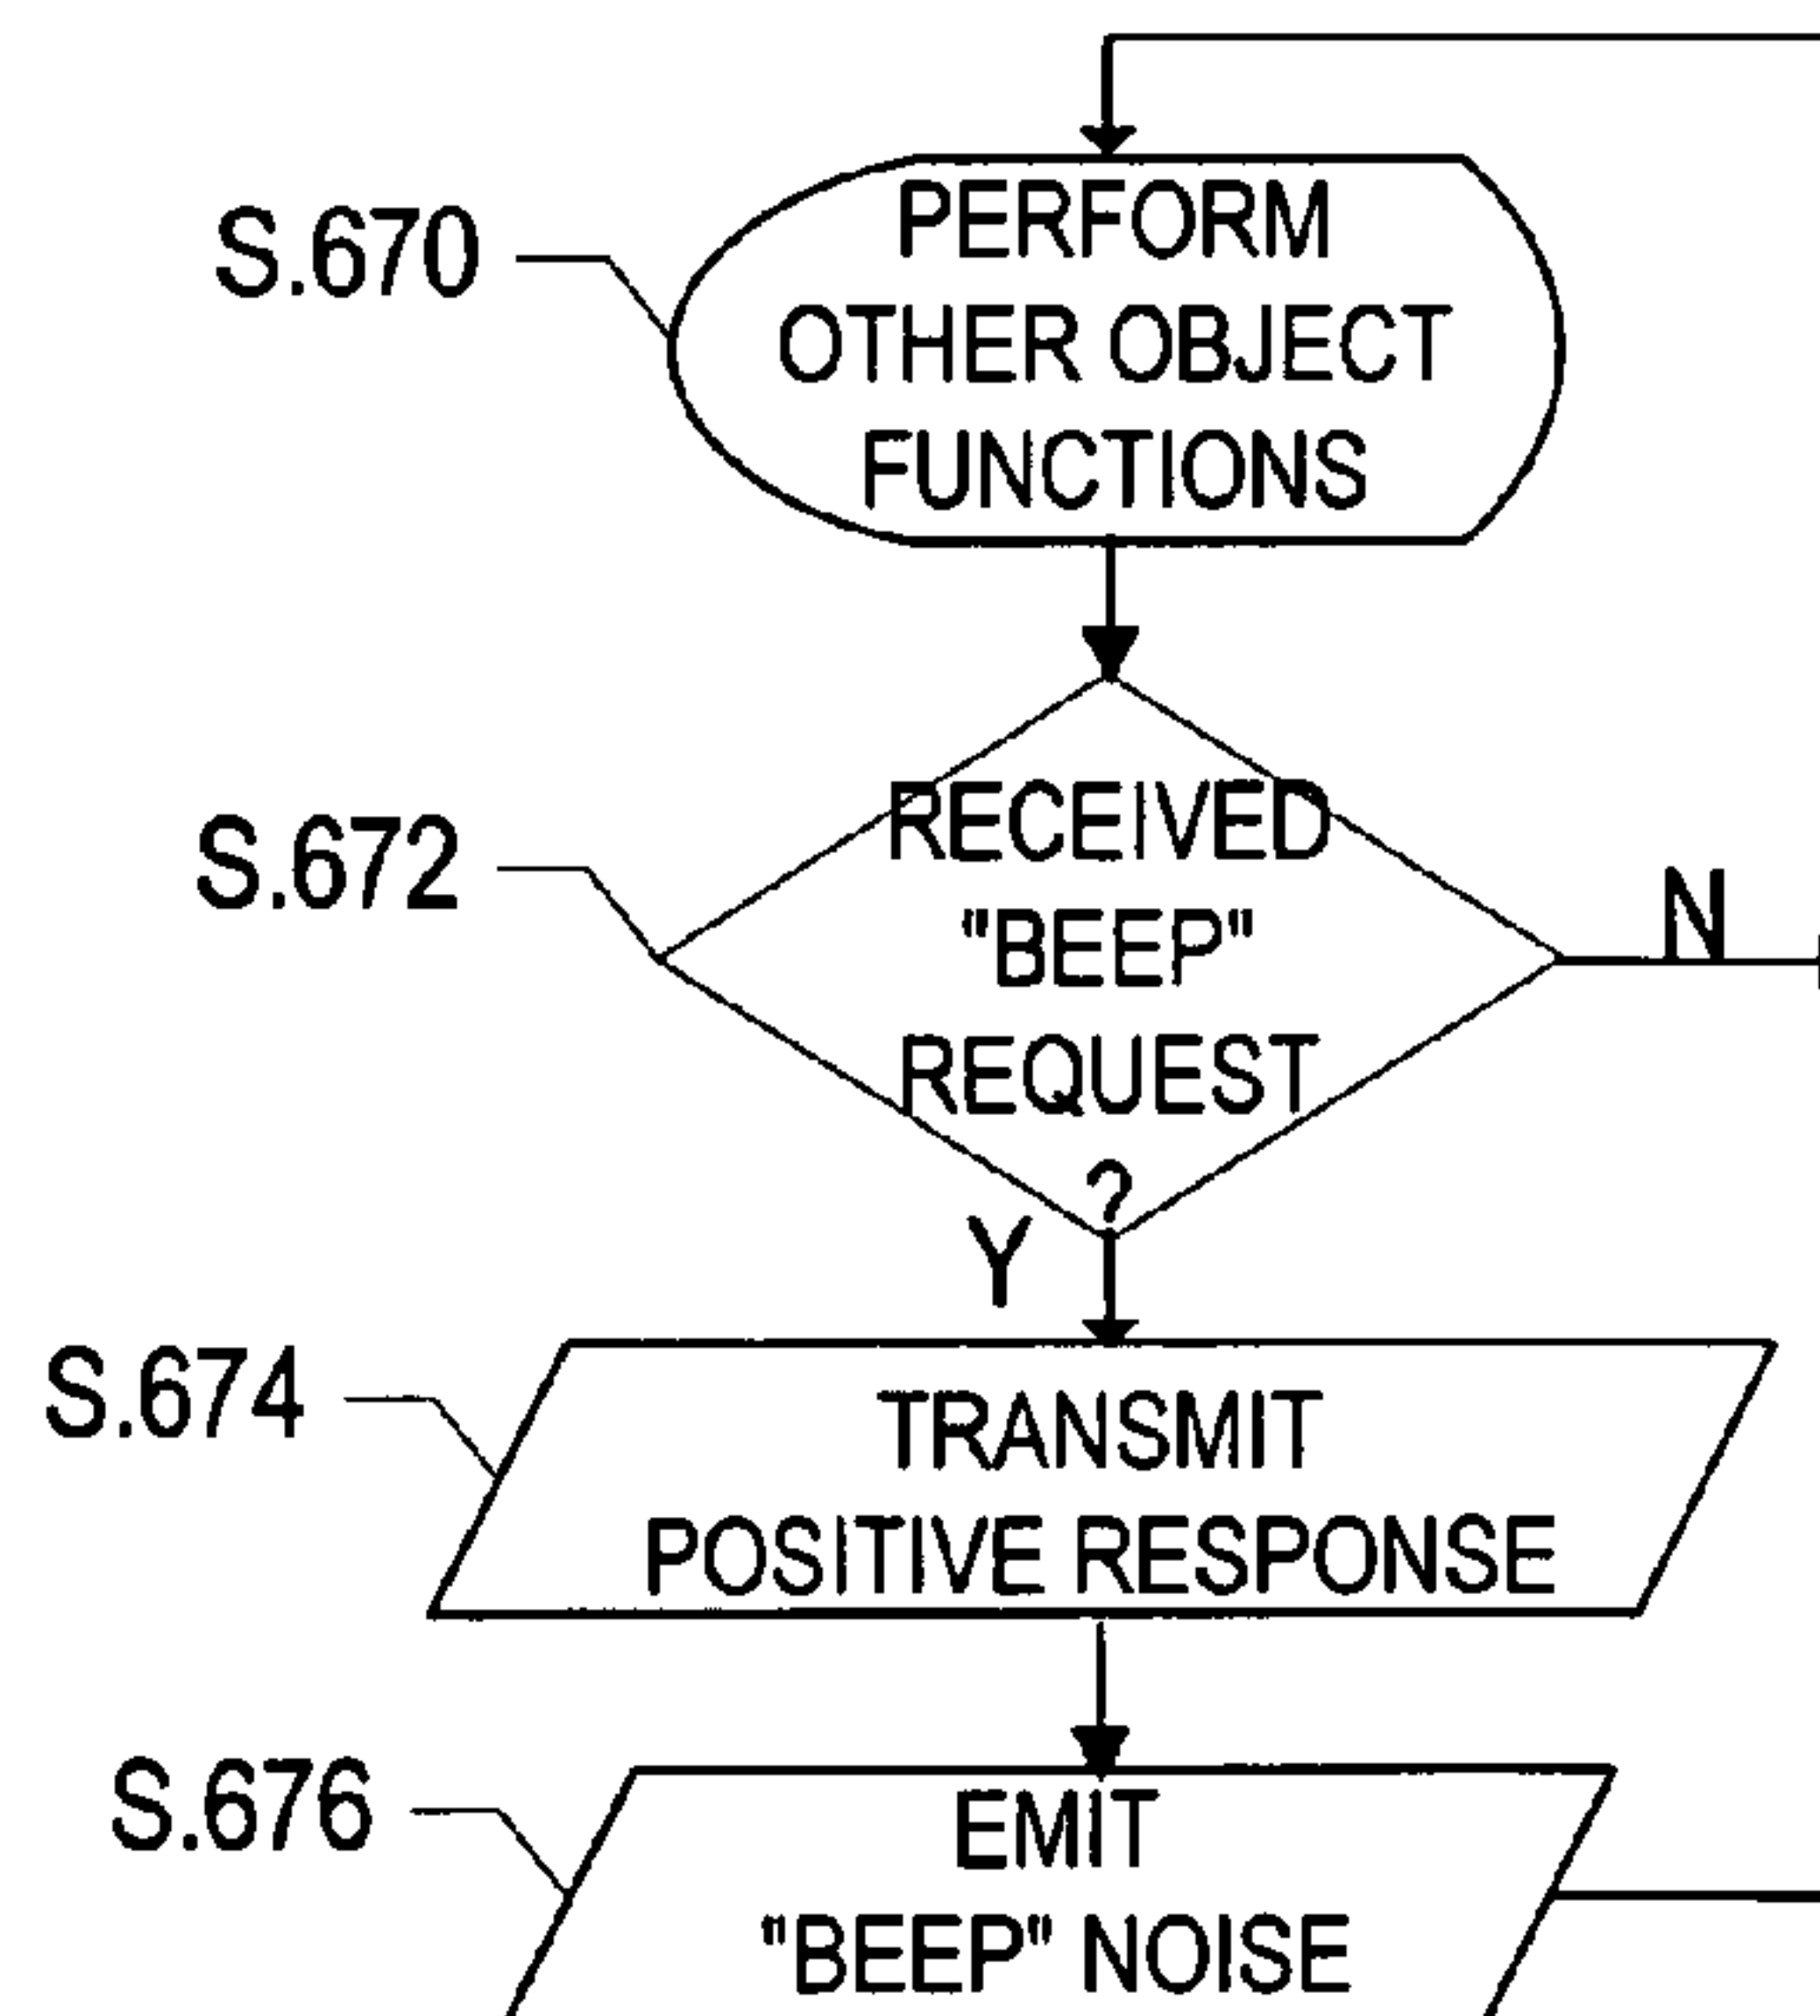 S.670
PERFORM
OTHER OBJECT
FUNCTIONS
S.672
RECEIVED
"BEEP"
REQUEST
?
N
Y
S.674
TRANSMIT
POSITIVE RESPONSE
S.676
EMIT
"BEEP" NOISE